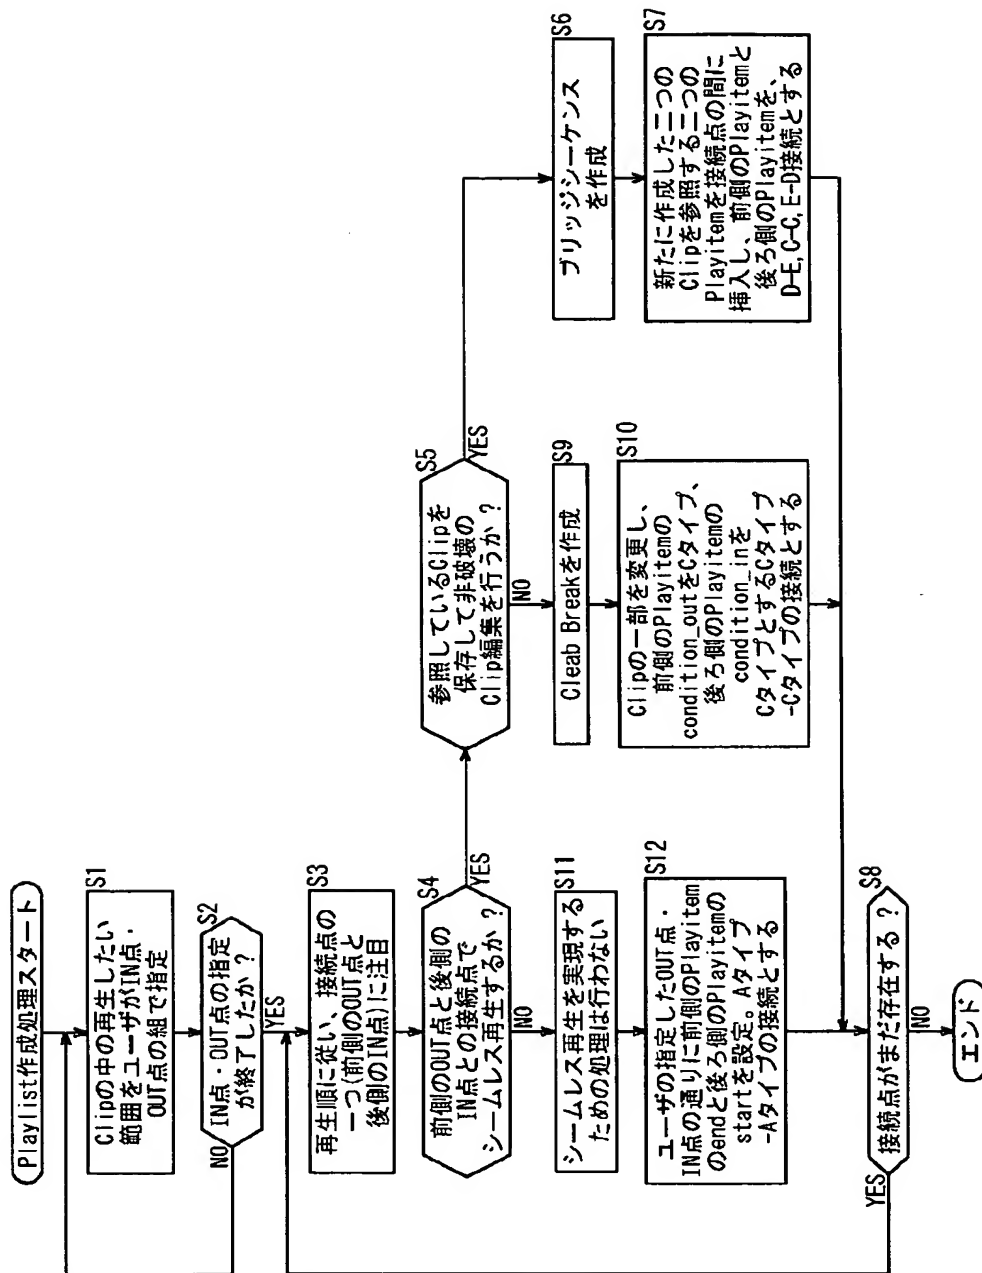 Playlist作成処理スタート
S1
Clipの中の再生したい
範囲をユーザがIN点・
OUT点の組で指定
S2
IN点・OUT点の指定
が終了したか?
NO
YES
S3
再生順に従い、接続点の
一つ(前側のOUT点と
後側のIN点)に注目
S4
前側のOUT点と後側の
IN点との接続点で
シームレス再生するか?
YES
NO
S5
参照しているClipを
保存して非破壊の
Clip編集を行うか?
YES
NO
S6
ブリッジシーケンス
を作成
S7
新たに作成した二つの
Clipを参照する二つの
Playitemを接続点の間に
挿入し、前側のPlayitemと
後ろ側のPlayitemを、
D-E,C-C,E-D接続とする
S9
Cleab Breakを作成
S10
Clipの一部を変更し、
前側のPlayitemの
condition_outをCタイプ、
後ろ側のPlayitemの
condition_inを
CタイプとするCタイプ
-Cタイプの接続とする
S11
シームレス再生を実現する
ための処理は行わない
S12
ユーザの指定したOUT点・
IN点の通りに前側のPlayitem
のendと後ろ側のPlayitemの
startを設定。Aタイプ
-Aタイプの接続とする
S8
接続点がまだ存在する?
YES
NO
エンド